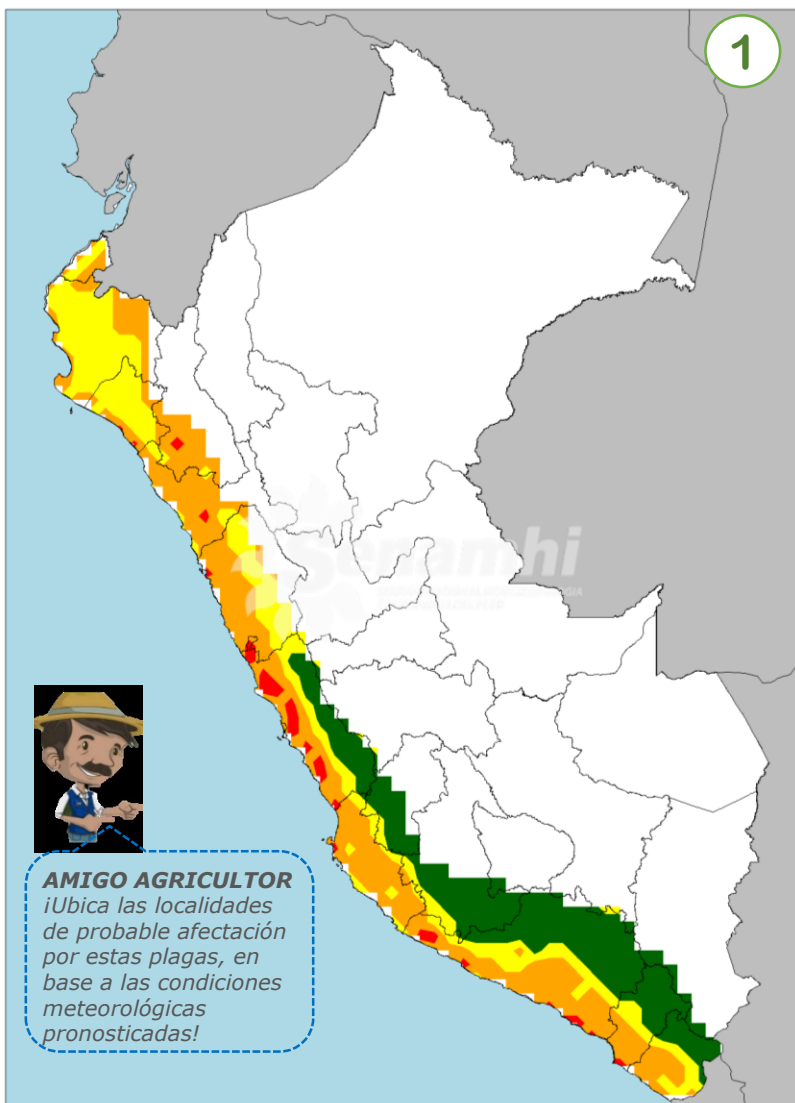 1
Senamhi
AMIGO AGRICULTOR
¡Ubica las localidades
de probable afectación
por estas plagas, en
base a las condiciones
meteorológicas
pronosticadas!